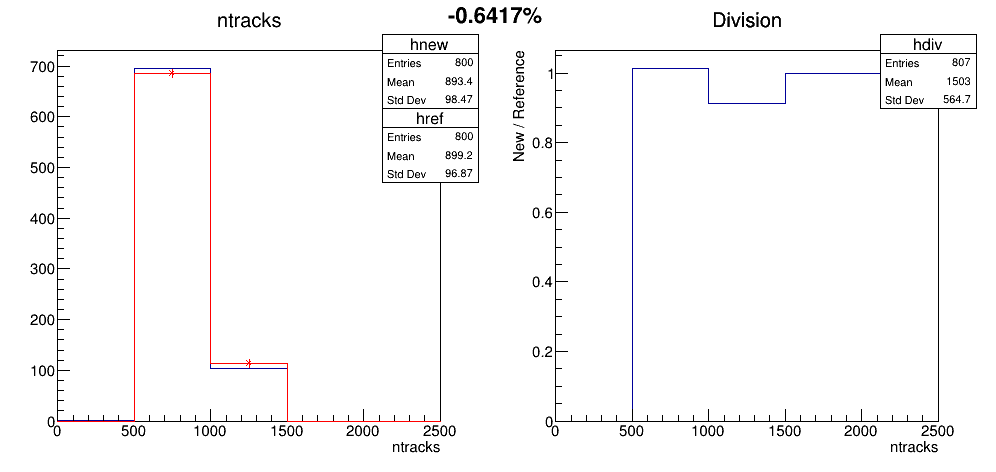 -0.6417%
ntracks
hnew
Entries 800
Mean 893.4
Std Dev 98.47
href
Entries 800
Mean 899.2
Std Dev 96.87
700
600
500
400
300
200
100
0
0 500 1000 1500 2000 2500
ntracks
Division
hdiv
Entries 807
Mean 1503
Std Dev 564.7
New / Reference
1
0.8
0.6
0.4
0.2
0
0 500 1000 1500 2000 2500
ntracks